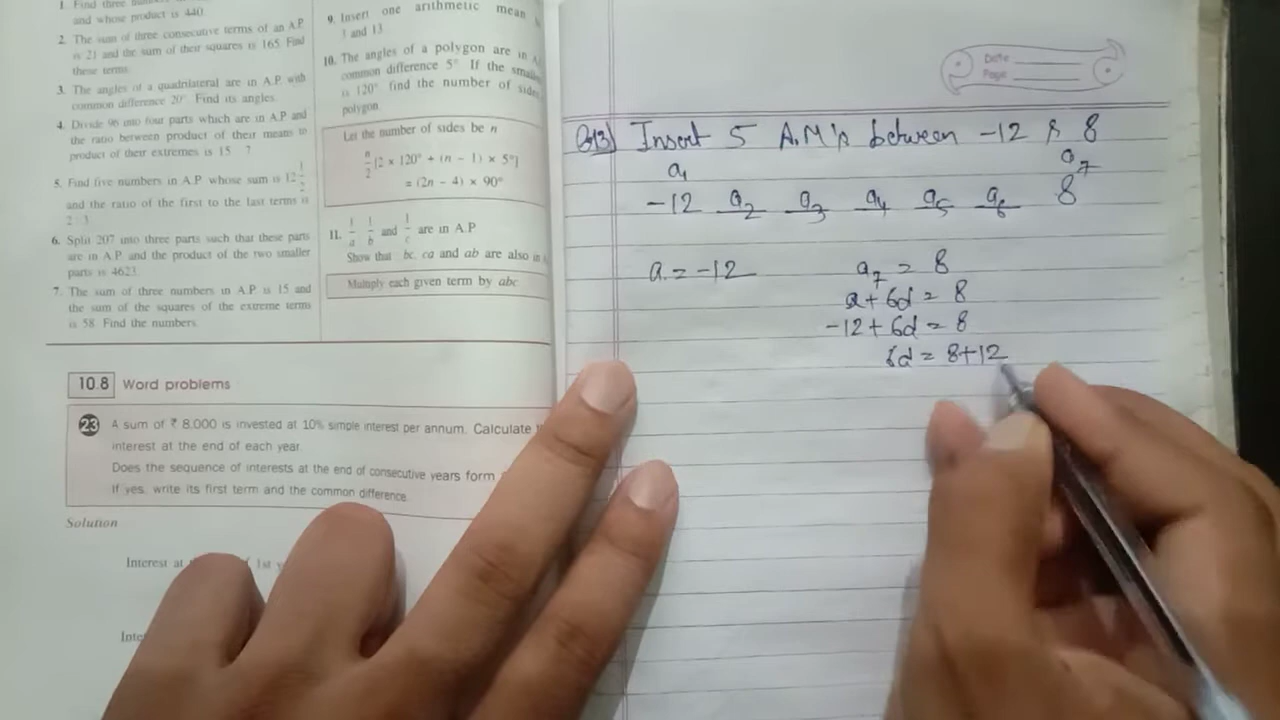 1. Find three
and whose product is 440.
2. The sum of three consecutive terms of an A.P.
is 21 and the sum of their squares is 165. Find
these terms.
3. The angles of a quadrilateral are in A.P. with
common difference 20°. Find its angles.
4. Divide 96 into four parts which are in A.P. and
the ratio between product of their means to
product of their extremes is 15 : 7.
5. Find five numbers in A.P. whose sum is 12 1/2
and the ratio of the first to the last terms is
2 : 3.
6. Split 207 into three parts such that these parts
are in A.P. and the product of the two smaller
parts is 4623.
7. The sum of three numbers in A.P. is 15 and
the sum of the squares of the extreme terms
is 58. Find the numbers.
9. Insert one arithmetic mean
3 and 13.
10. The angles of a polygon are in
common difference 5°. If the
is 120° find the number of sides
polygon.
Let the number of sides be n
n/2 [2 × 120° + (n − 1) × 5°]
= (2n − 4) × 90°
11. 1/a, 1/b and 1/c are in A.P.
Show that bc, ca and ab are also in
Multiply each given term by abc
10.8 Word problems
23 A sum of ₹ 8,000 is invested at 10% simple interest per annum. Calculate
interest at the end of each year.
Does the sequence of interests at the end of consecutive years form
If yes, write its first term and the common difference.
Solution
Interest at
1st
Date
Page
Q13) Insert 5 A.M's between -12 & 8
a₁ a₇
-12 a₂ a₃ a₄ a₅ a₆ 8
a = -12 a₇ = 8
a + 6d = 8
-12 + 6d = 8
6d = 8+12